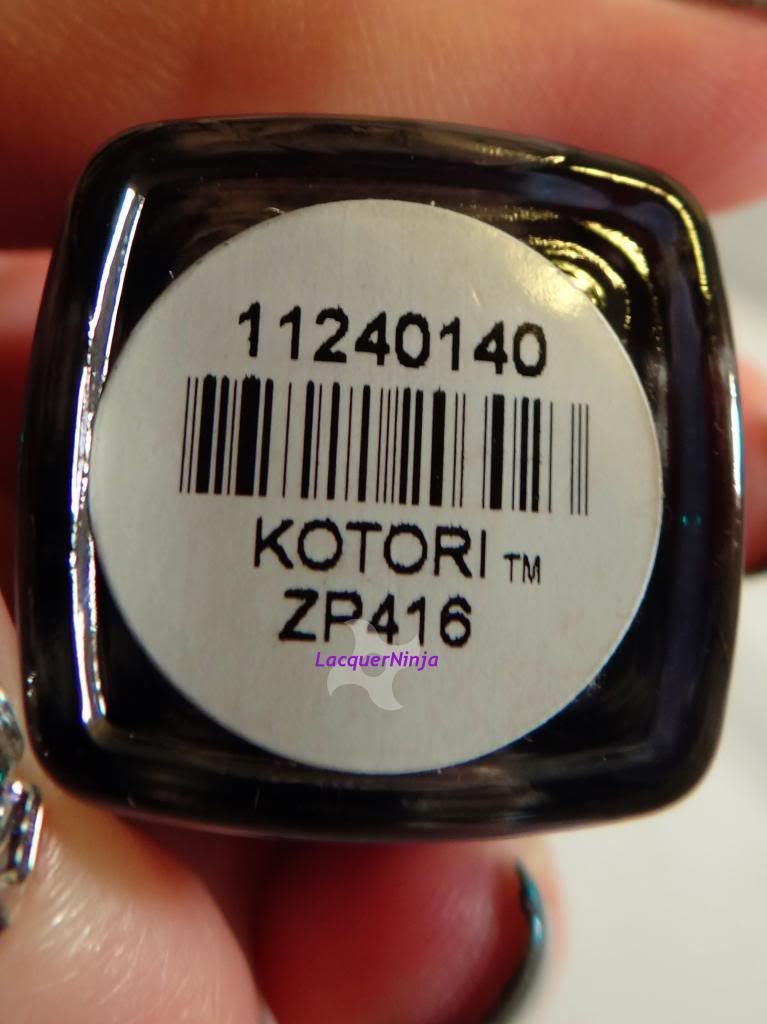 11240140
KOTORI TM
ZP416
LacquerNinja